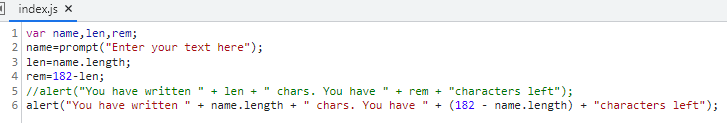 index.js ×
1 var name,len,rem;
2 name=prompt("Enter your text here");
3 len=name.length;
4 rem=182-len;
5 //alert("You have written " + len + " chars. You have " + rem + "characters left");
6 alert("You have written " + name.length + " chars. You have " + (182 - name.length) + "characters left");